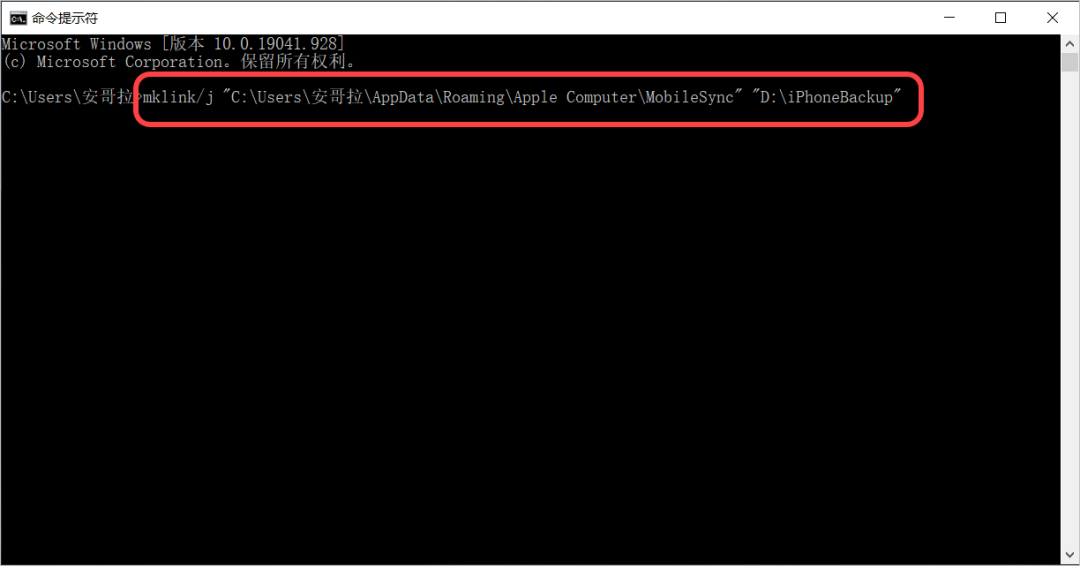 命令提示符
Microsoft Windows [版本 10.0.19041.928]
(c) Microsoft Corporation。保留所有权利。
C:\Users\安哥拉>mklink/j "C:\Users\安哥拉\AppData\Roaming\Apple Computer\MobileSync" "D:\iPhoneBackup"